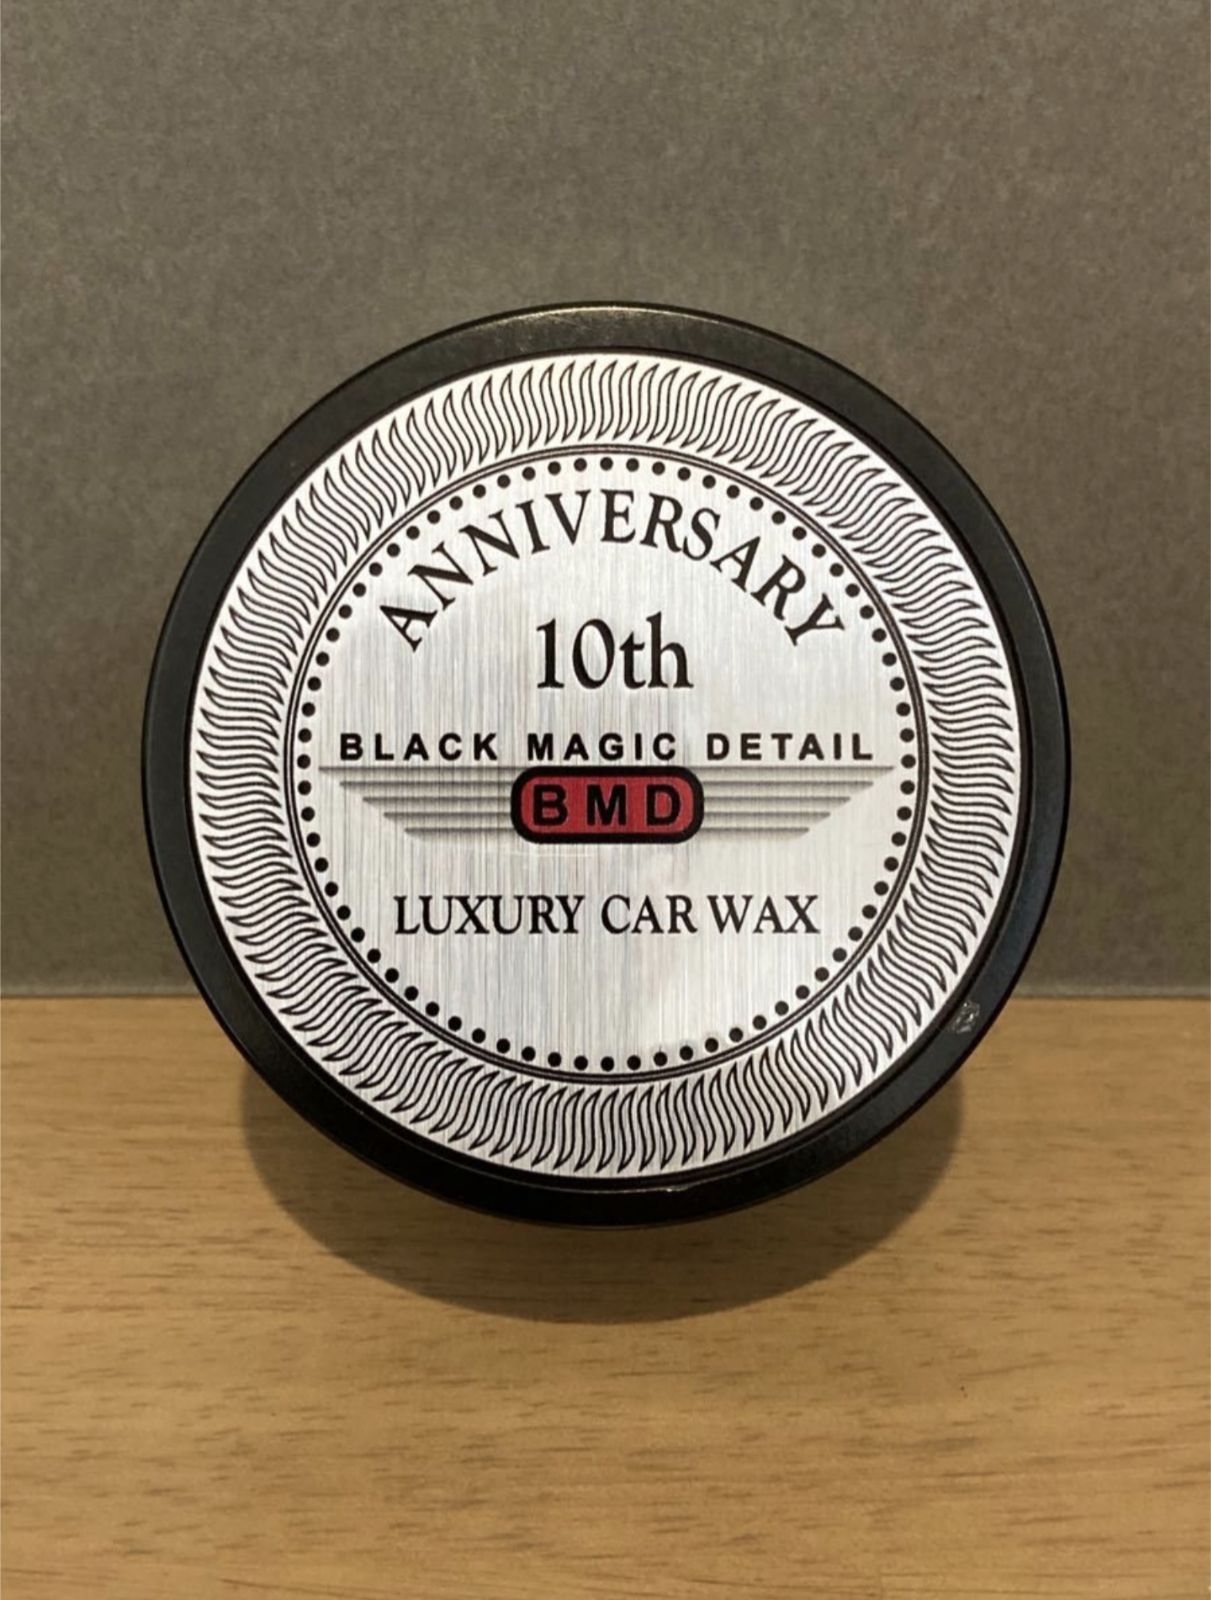 ANNIVERSARY
10th
BLACK MAGIC DETAIL
BMD
LUXURY CAR WAX